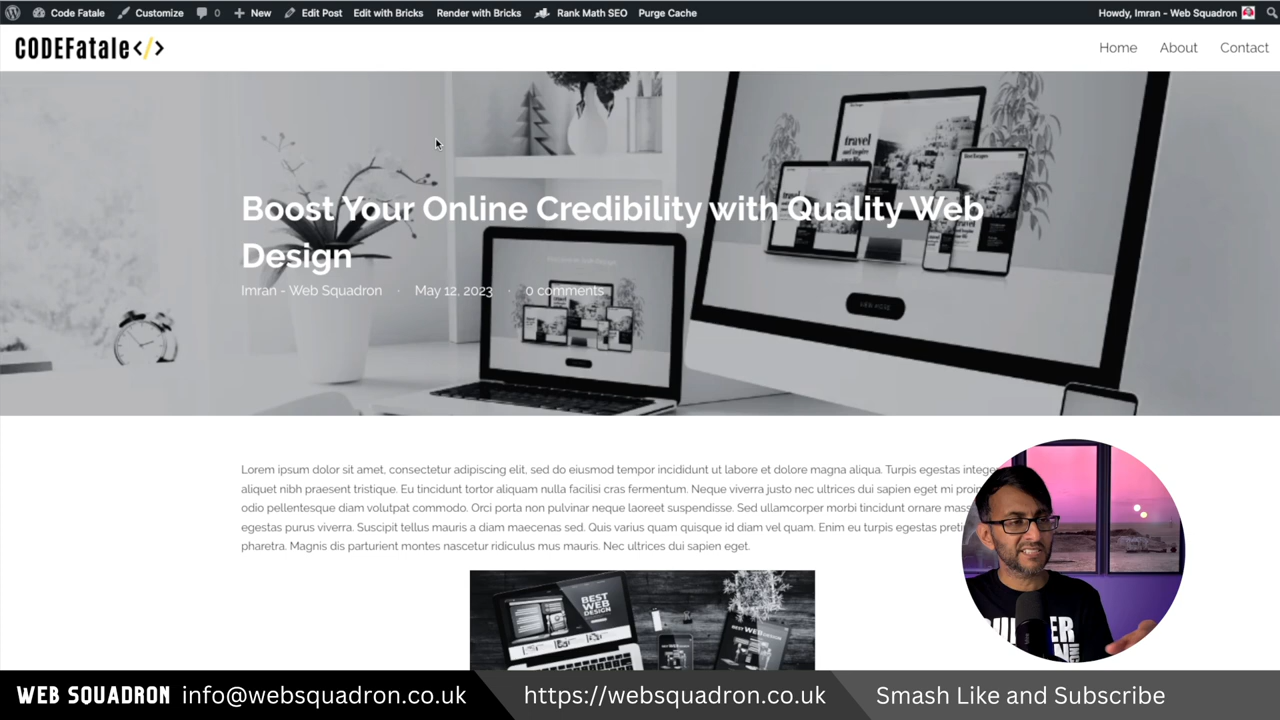 Code Fatale Customize 0 New Edit Post Edit with Bricks Render with Bricks Rank Math SEO Purge Cache Howdy, Imran - Web Squadron
CODEFatale</> Home About Contact
travel
Boost Your Online Credibility with Quality Web
Design
Imran - Web Squadron · May 12, 2023 · 0 comments
Lorem ipsum dolor sit amet, consectetur adipiscing elit, sed do eiusmod tempor incididunt ut labore et dolore magna aliqua. Turpis egestas intege
aliquet nibh praesent tristique. Eu tincidunt tortor aliquam nulla facilisi cras fermentum. Neque viverra justo nec ultrices dui sapien eget mi proin
odio pellentesque diam volutpat commodo. Orci porta non pulvinar neque laoreet suspendisse. Sed ullamcorper morbi tincidunt ornare mass
egestas purus viverra. Suscipit tellus mauris a diam maecenas sed. Quis varius quam quisque id diam vel quam. Enim eu turpis egestas preti
pharetra. Magnis dis parturient montes nascetur ridiculus mus mauris. Nec ultrices dui sapien eget.
BEST
WEB
DESIGN
BEST WEB DESIGN
WEB SQUADRON info@websquadron.co.uk https://websquadron.co.uk Smash Like and Subscribe